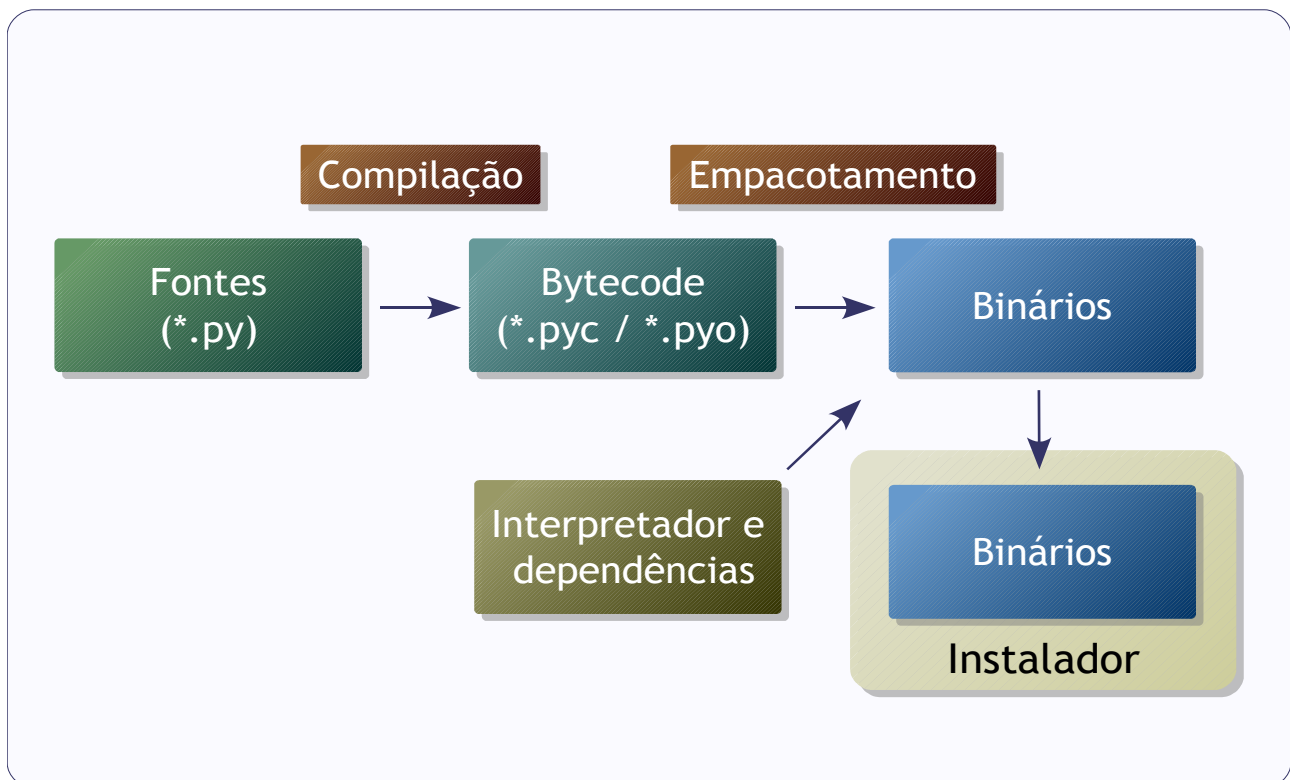 Compilação
Empacotamento
Fontes
(*.py)
Bytecode
(*.pyc / *.pyo)
Binários
Interpretador e
dependências
Binários
Instalador